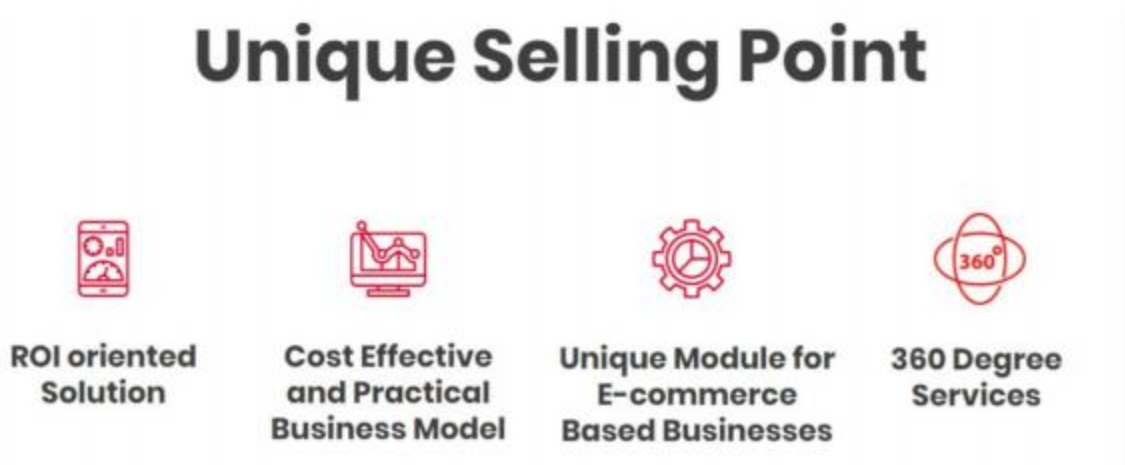 Unique Selling Point
360°
ROI oriented
Solution
Cost Effective
and Practical
Business Model
Unique Module for
E-commerce
Based Businesses
360 Degree
Services